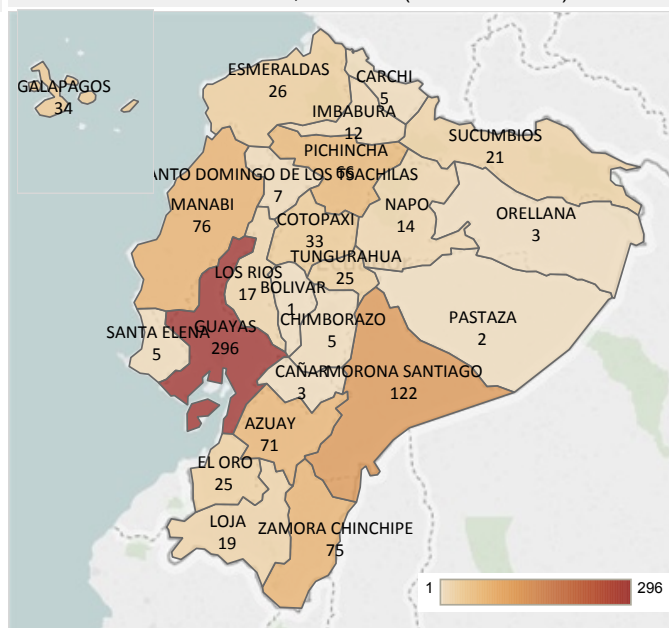 GALAPAGOS
34
ESMERALDAS
26
CARCHI
5
IMBABURA
12
SUCUMBIOS
21
PICHINCHA
66
ANTO DOMINGO DE LOS TSACHILAS
7
MANABI
76
NAPO
14
ORELLANA
3
COTOPAXI
33
TUNGURAHUA
25
LOS RIOS
17
BOLIVAR
1
CHIMBORAZO
5
PASTAZA
2
SANTA ELENA
5
GUAYAS
296
CAÑAR
3
MORONA SANTIAGO
122
AZUAY
71
EL ORO
25
LOJA
19
ZAMORA CHINCHIPE
75
1
296